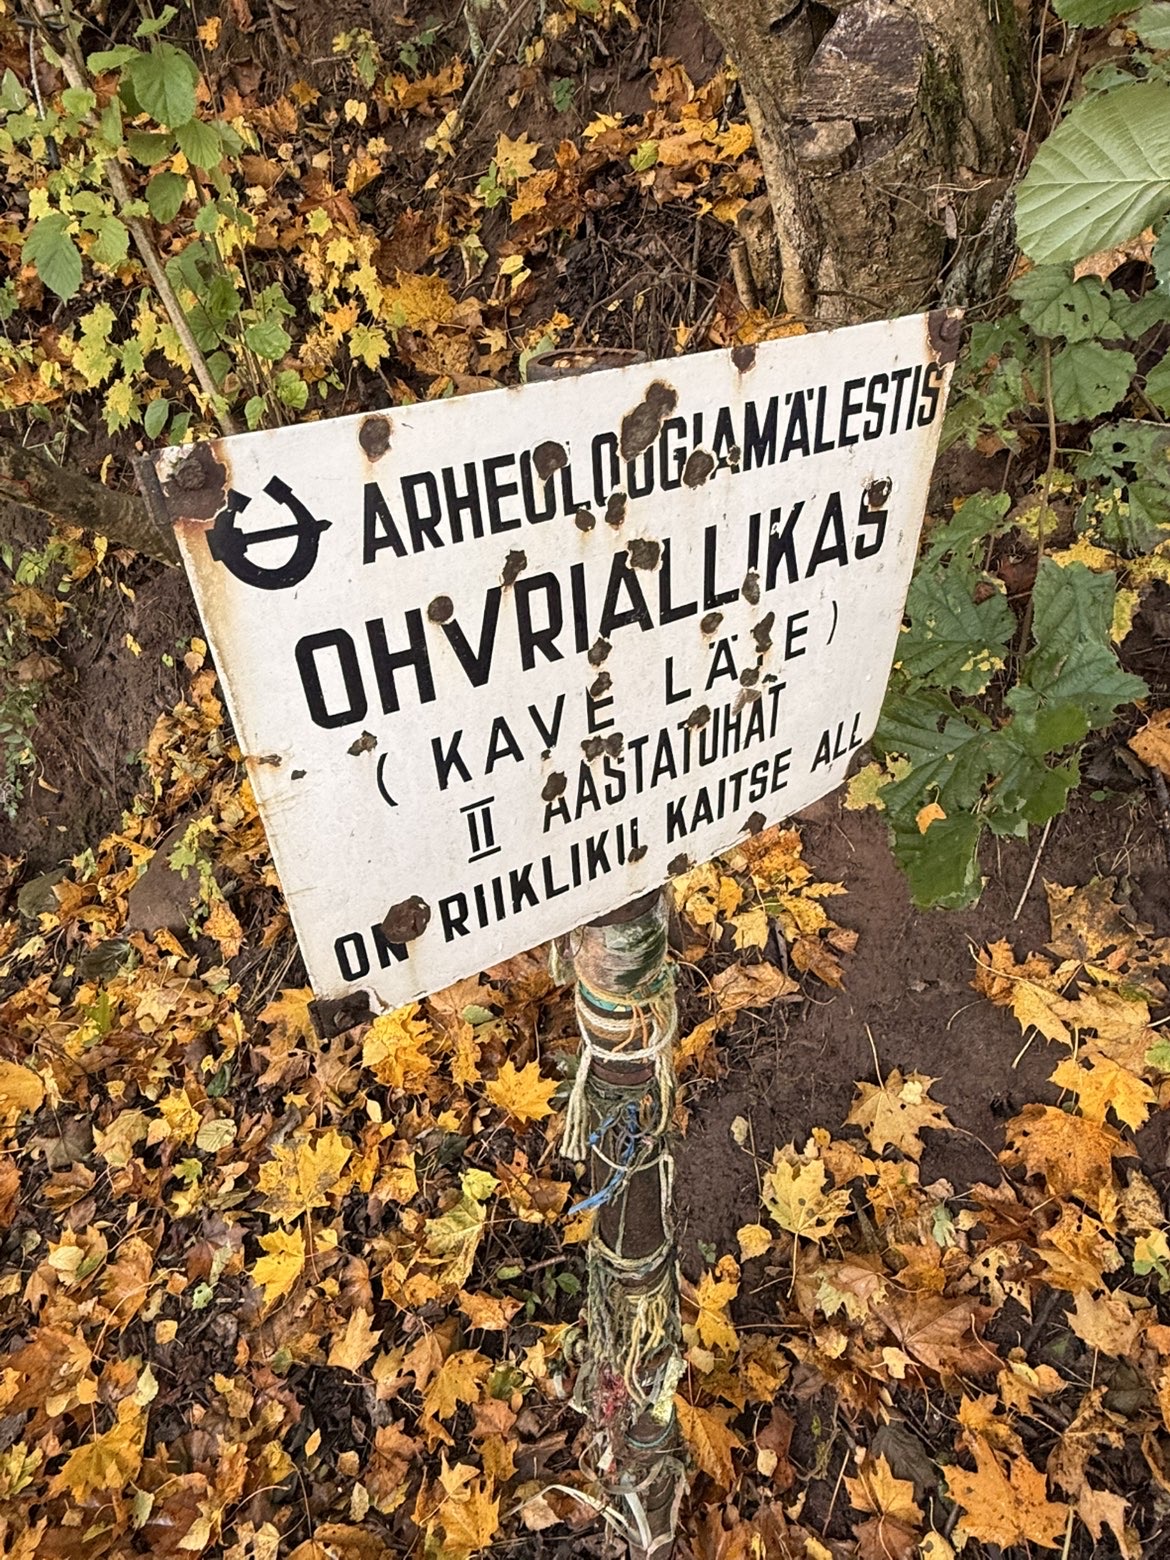 ARHEOLOOGIAMÄLESTIS
OHVRIALLIKAS
( KAVE LÄTE )
II AASTATUHAT
ON RIIKLIKU KAITSE ALL